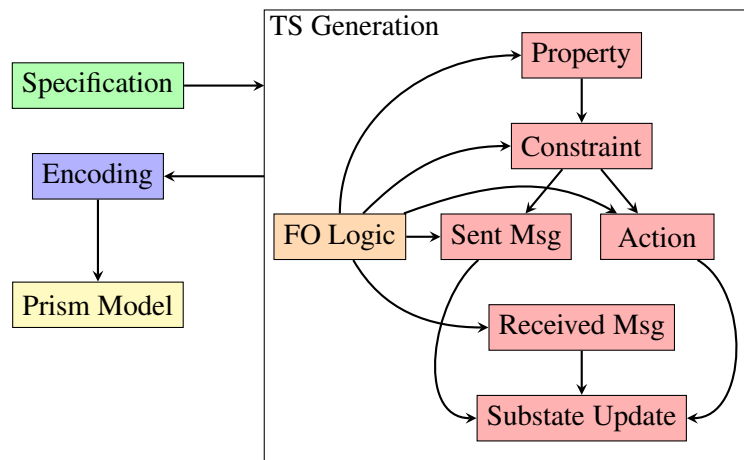 TS Generation
Property
Specification
Constraint
Encoding
FO Logic
Sent Msg
Action
Prism Model
Received Msg
Substate Update